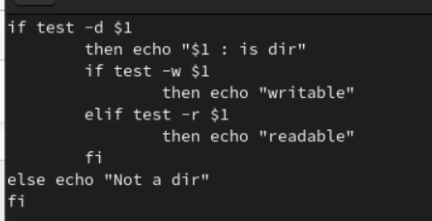 if test -d $1
then echo "$1 : is dir"
if test -w $1
then echo "writable"
elif test -r $1
then echo "readable"
fi
else echo "Not a dir"
fi